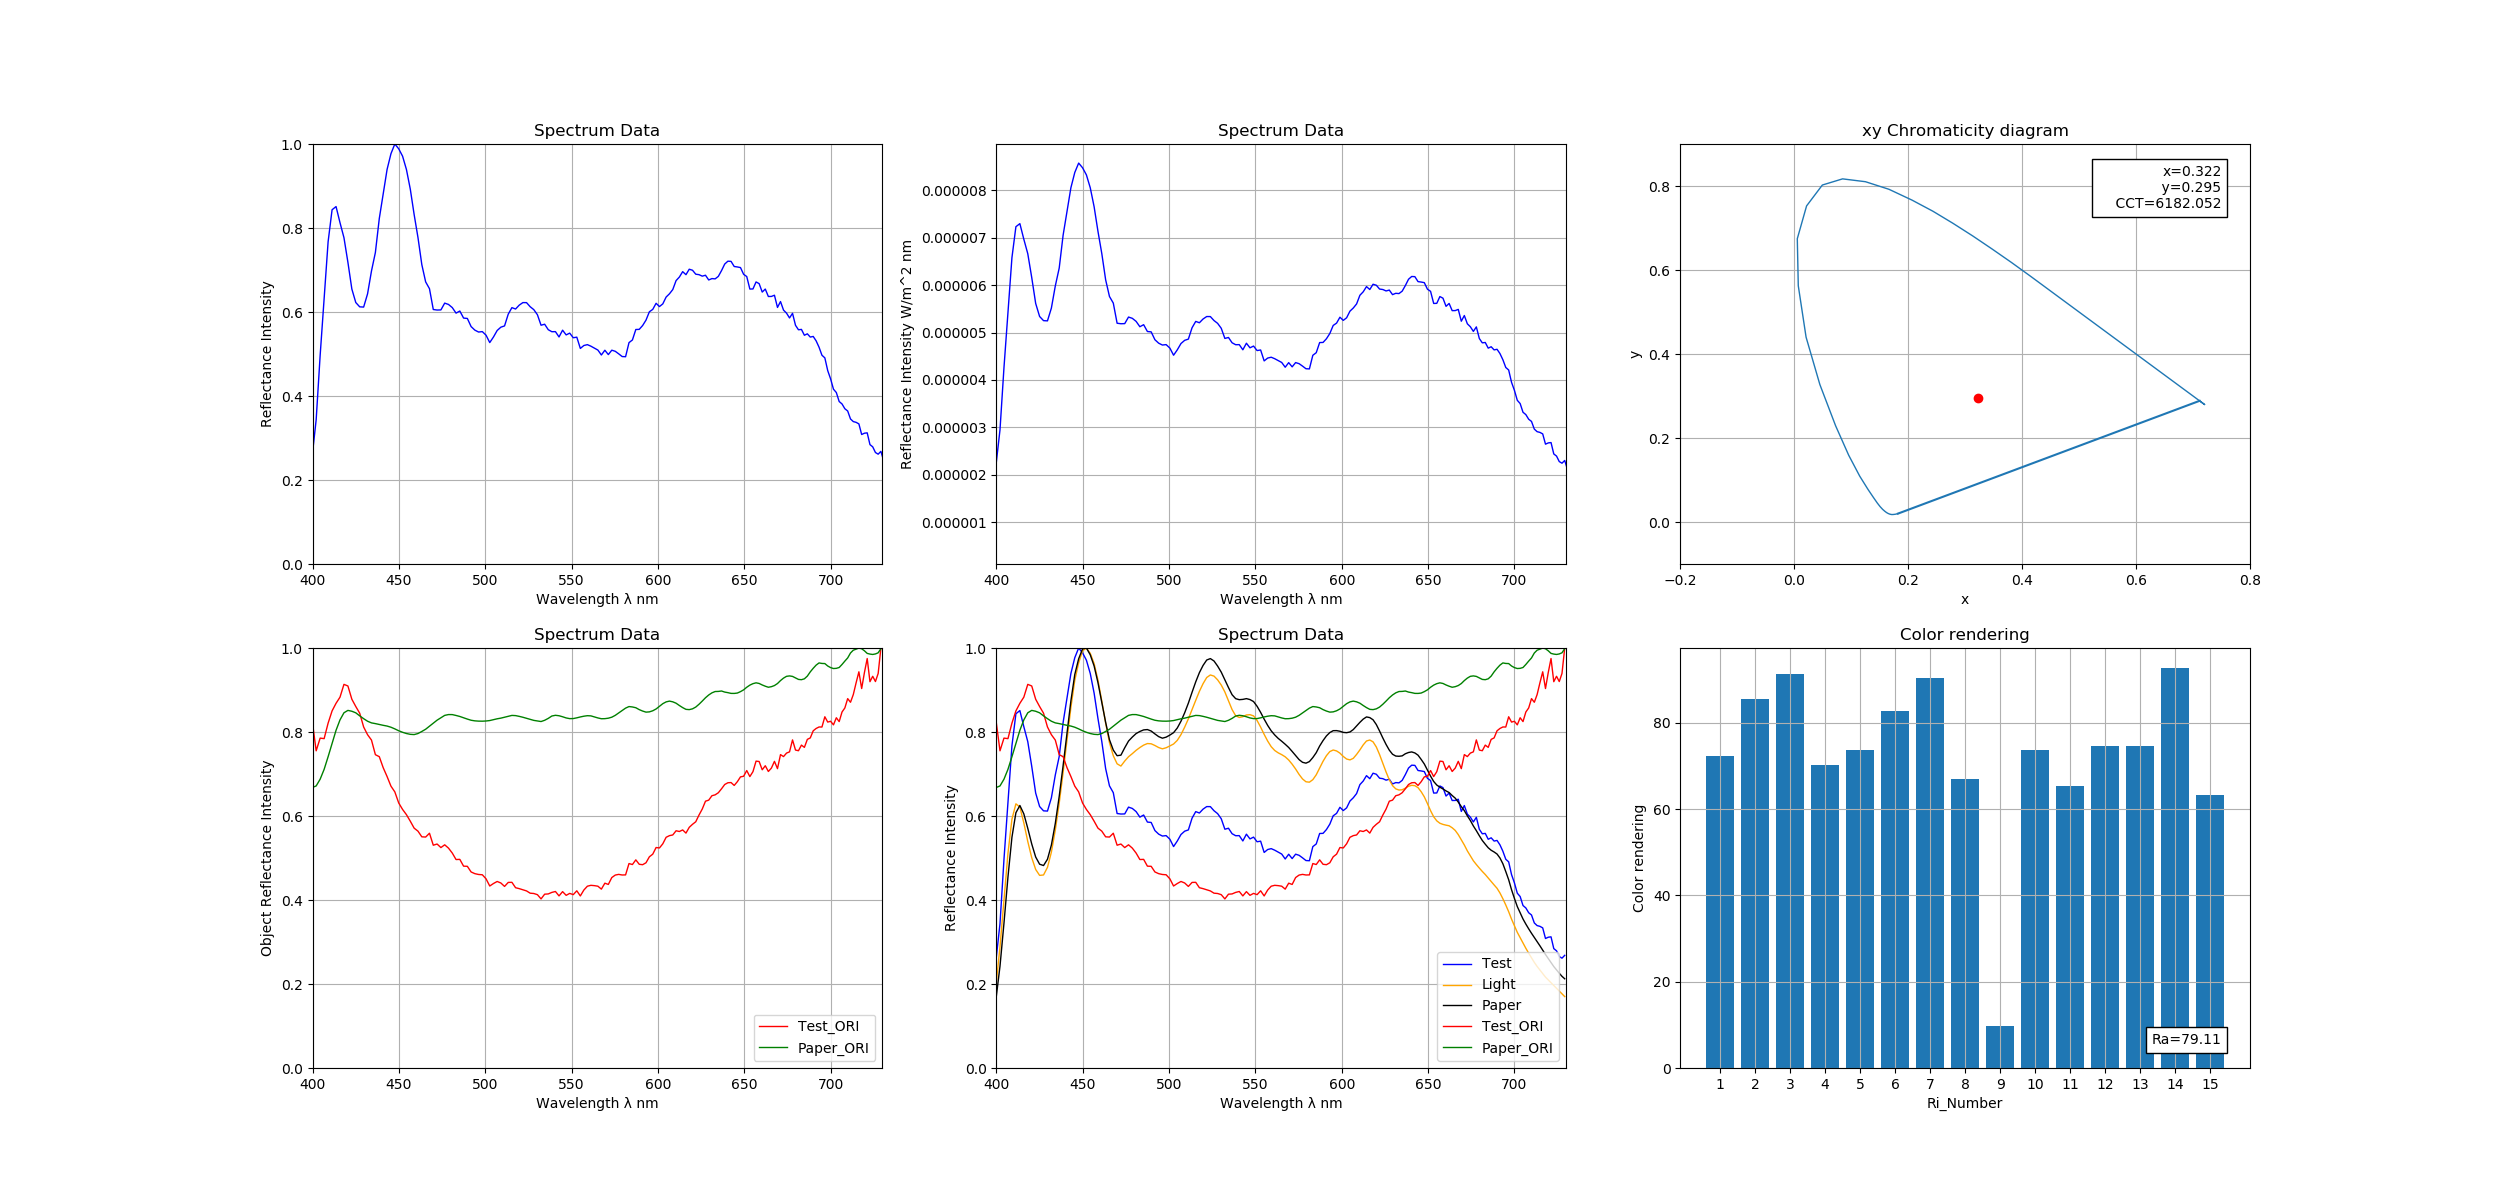 Spectrum Data
1.0
0.8
0.6
0.4
0.2
0.0
Reflectance Intensity
400 450 500 550 600 650 700
Wavelength λ nm
Spectrum Data
0.000008
0.000007
0.000006
0.000005
0.000004
0.000003
0.000002
0.000001
Reflectance Intensity W/m^2 nm
400 450 500 550 600 650 700
Wavelength λ nm
xy Chromaticity diagram
x=0.322
y=0.295
CCT=6182.052
0.8
0.6
0.4
0.2
0.0
y
−0.2 0.0 0.2 0.4 0.6 0.8
x
Spectrum Data
1.0
0.8
0.6
0.4
0.2
0.0
Object Reflectance Intensity
Test_ORI
Paper_ORI
400 450 500 550 600 650 700
Wavelength λ nm
Spectrum Data
1.0
0.8
0.6
0.4
0.2
0.0
Reflectance Intensity
Test
Light
Paper
Test_ORI
Paper_ORI
400 450 500 550 600 650 700
Wavelength λ nm
Color rendering
80
60
40
20
0
Color rendering
Ra=79.11
1 2 3 4 5 6 7 8 9 10 11 12 13 14 15
Ri_Number